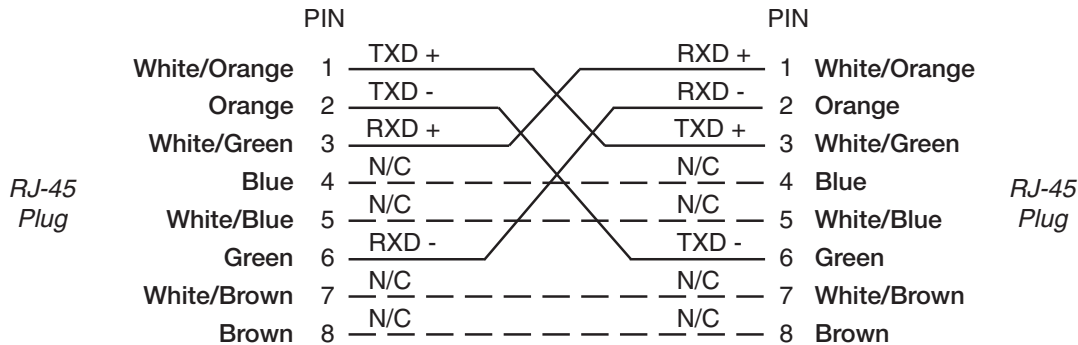 PIN PIN
White/Orange 1 TXD + RXD + 1 White/Orange
Orange 2 TXD - RXD - 2 Orange
White/Green 3 RXD + TXD + 3 White/Green
Blue 4 N/C N/C 4 Blue
RJ-45 Plug
White/Blue 5 N/C N/C 5 White/Blue
RJ-45 Plug
Green 6 RXD - TXD - 6 Green
White/Brown 7 N/C N/C 7 White/Brown
Brown 8 N/C N/C 8 Brown